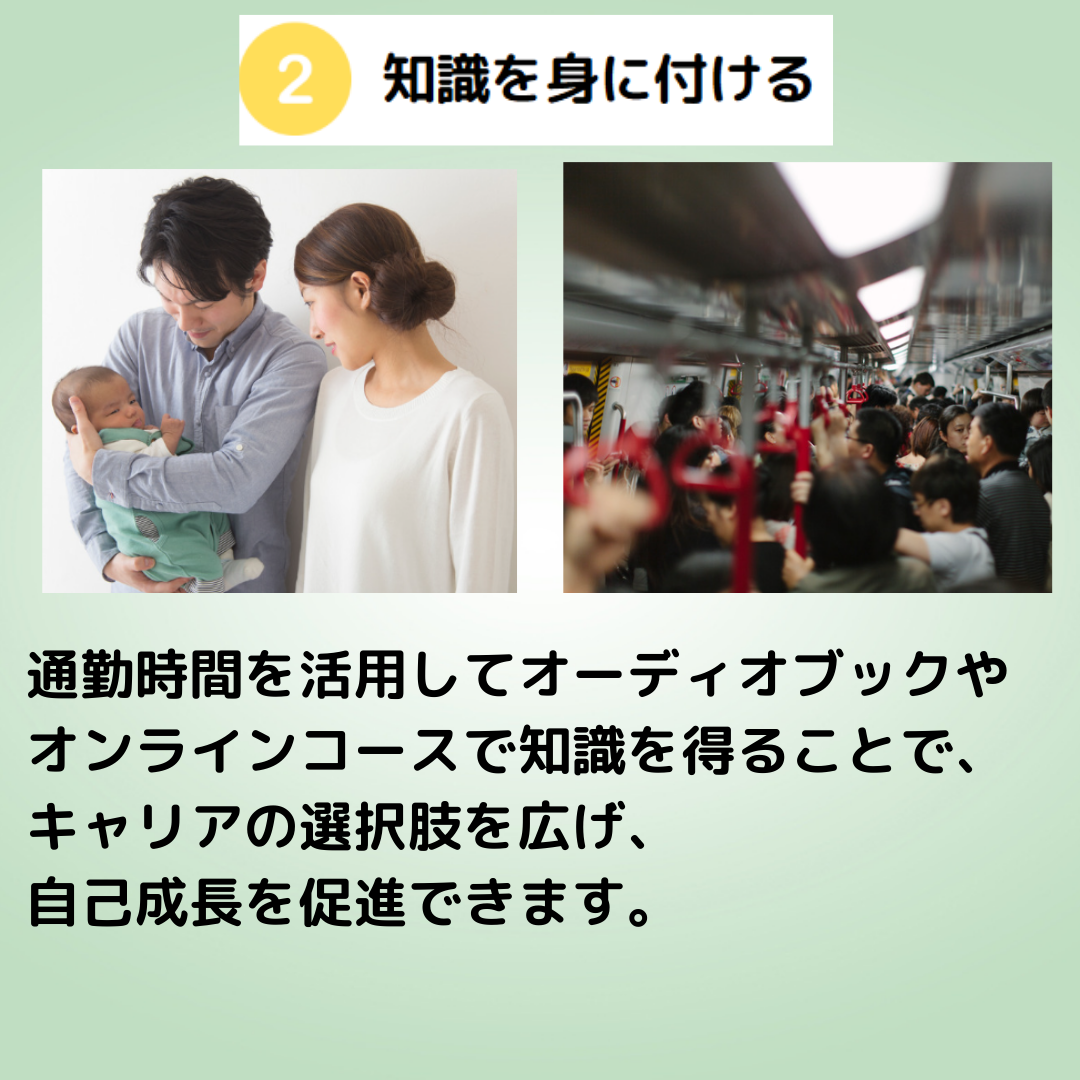 2 知識を身に付ける
通勤時間を活用してオーディオブックや
オンラインコースで知識を得ることで、
キャリアの選択肢を広げ、
自己成長を促進できます。